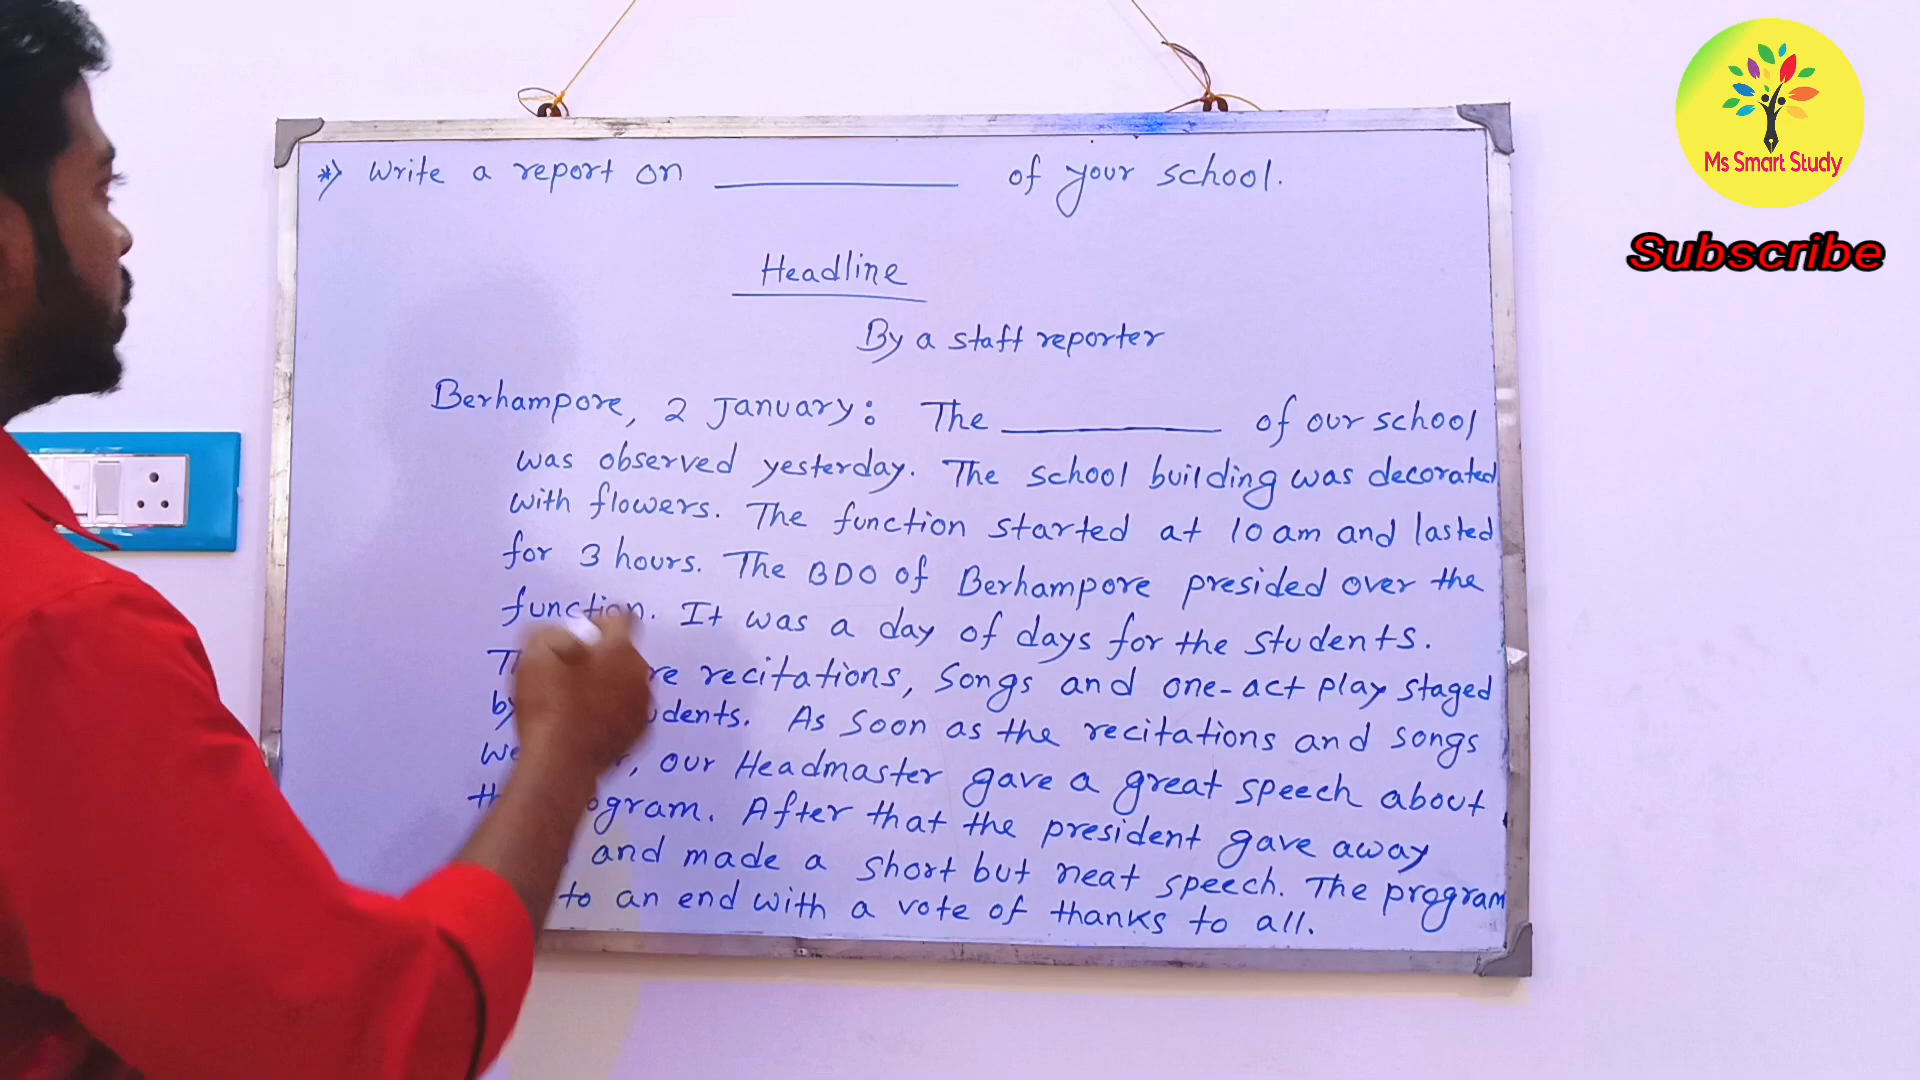 *) Write a report on __________ of your school.
Headline
By a staff reporter
Berhampore, 2 January: The __________ of our school
was observed yesterday. The school building was decorated
with flowers. The function started at 10 am and lasted
for 3 hours. The BDO of Berhampore presided over the
function. It was a day of days for the students.
recitations, songs and one-act play staged
As soon as the recitations and songs
our Headmaster gave a great speech about
After that the president gave away
and made a short but neat speech. The program
to an end with a vote of thanks to all.
Ms Smart Study
Subscribe